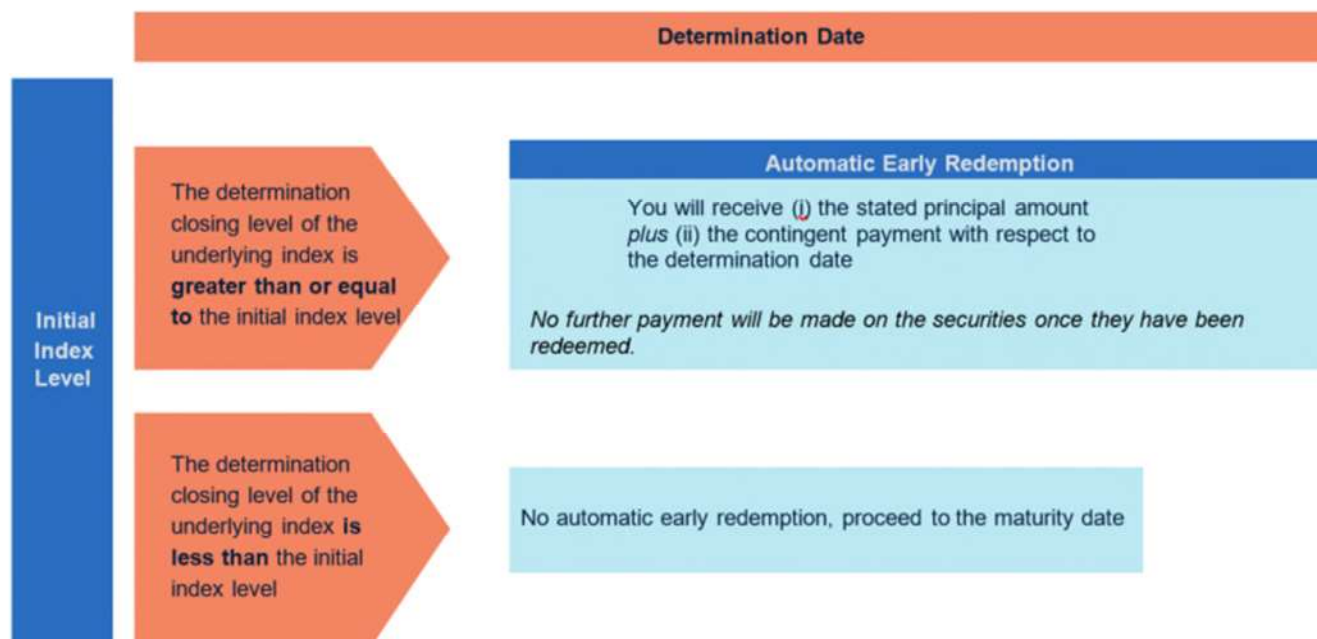 Determination Date
Initial
Index
Level
The determination
closing level of the
underlying index is
greater than or equal
to the initial index level
Automatic Early Redemption
You will receive (i) the stated principal amount
plus (ii) the contingent payment with respect to
the determination date
No further payment will be made on the securities once they have been
redeemed.
The determination
closing level of the
underlying index is
less than the initial
index level
No automatic early redemption, proceed to the maturity date